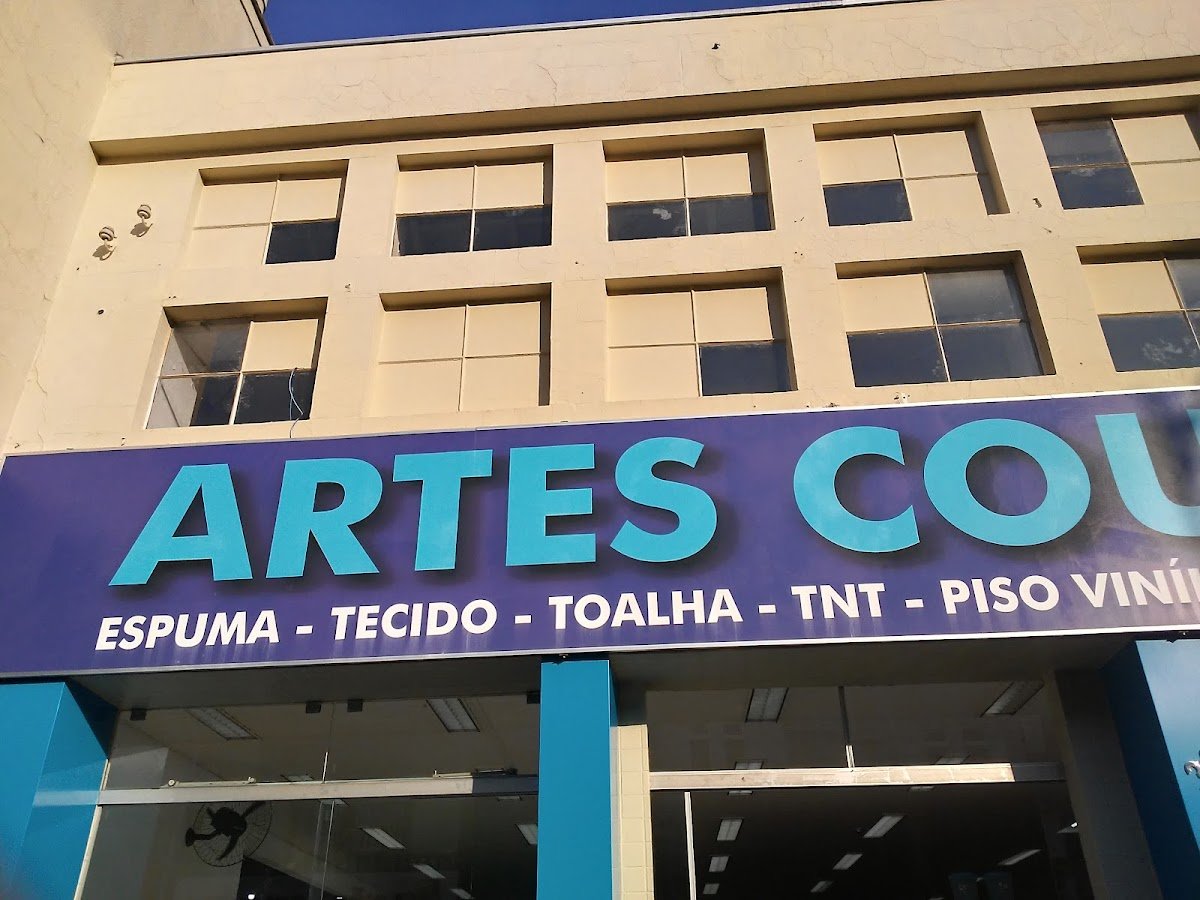 ARTES COU
ESPUMA - TECIDO - TOALHA - TNT - PISO VINÍ